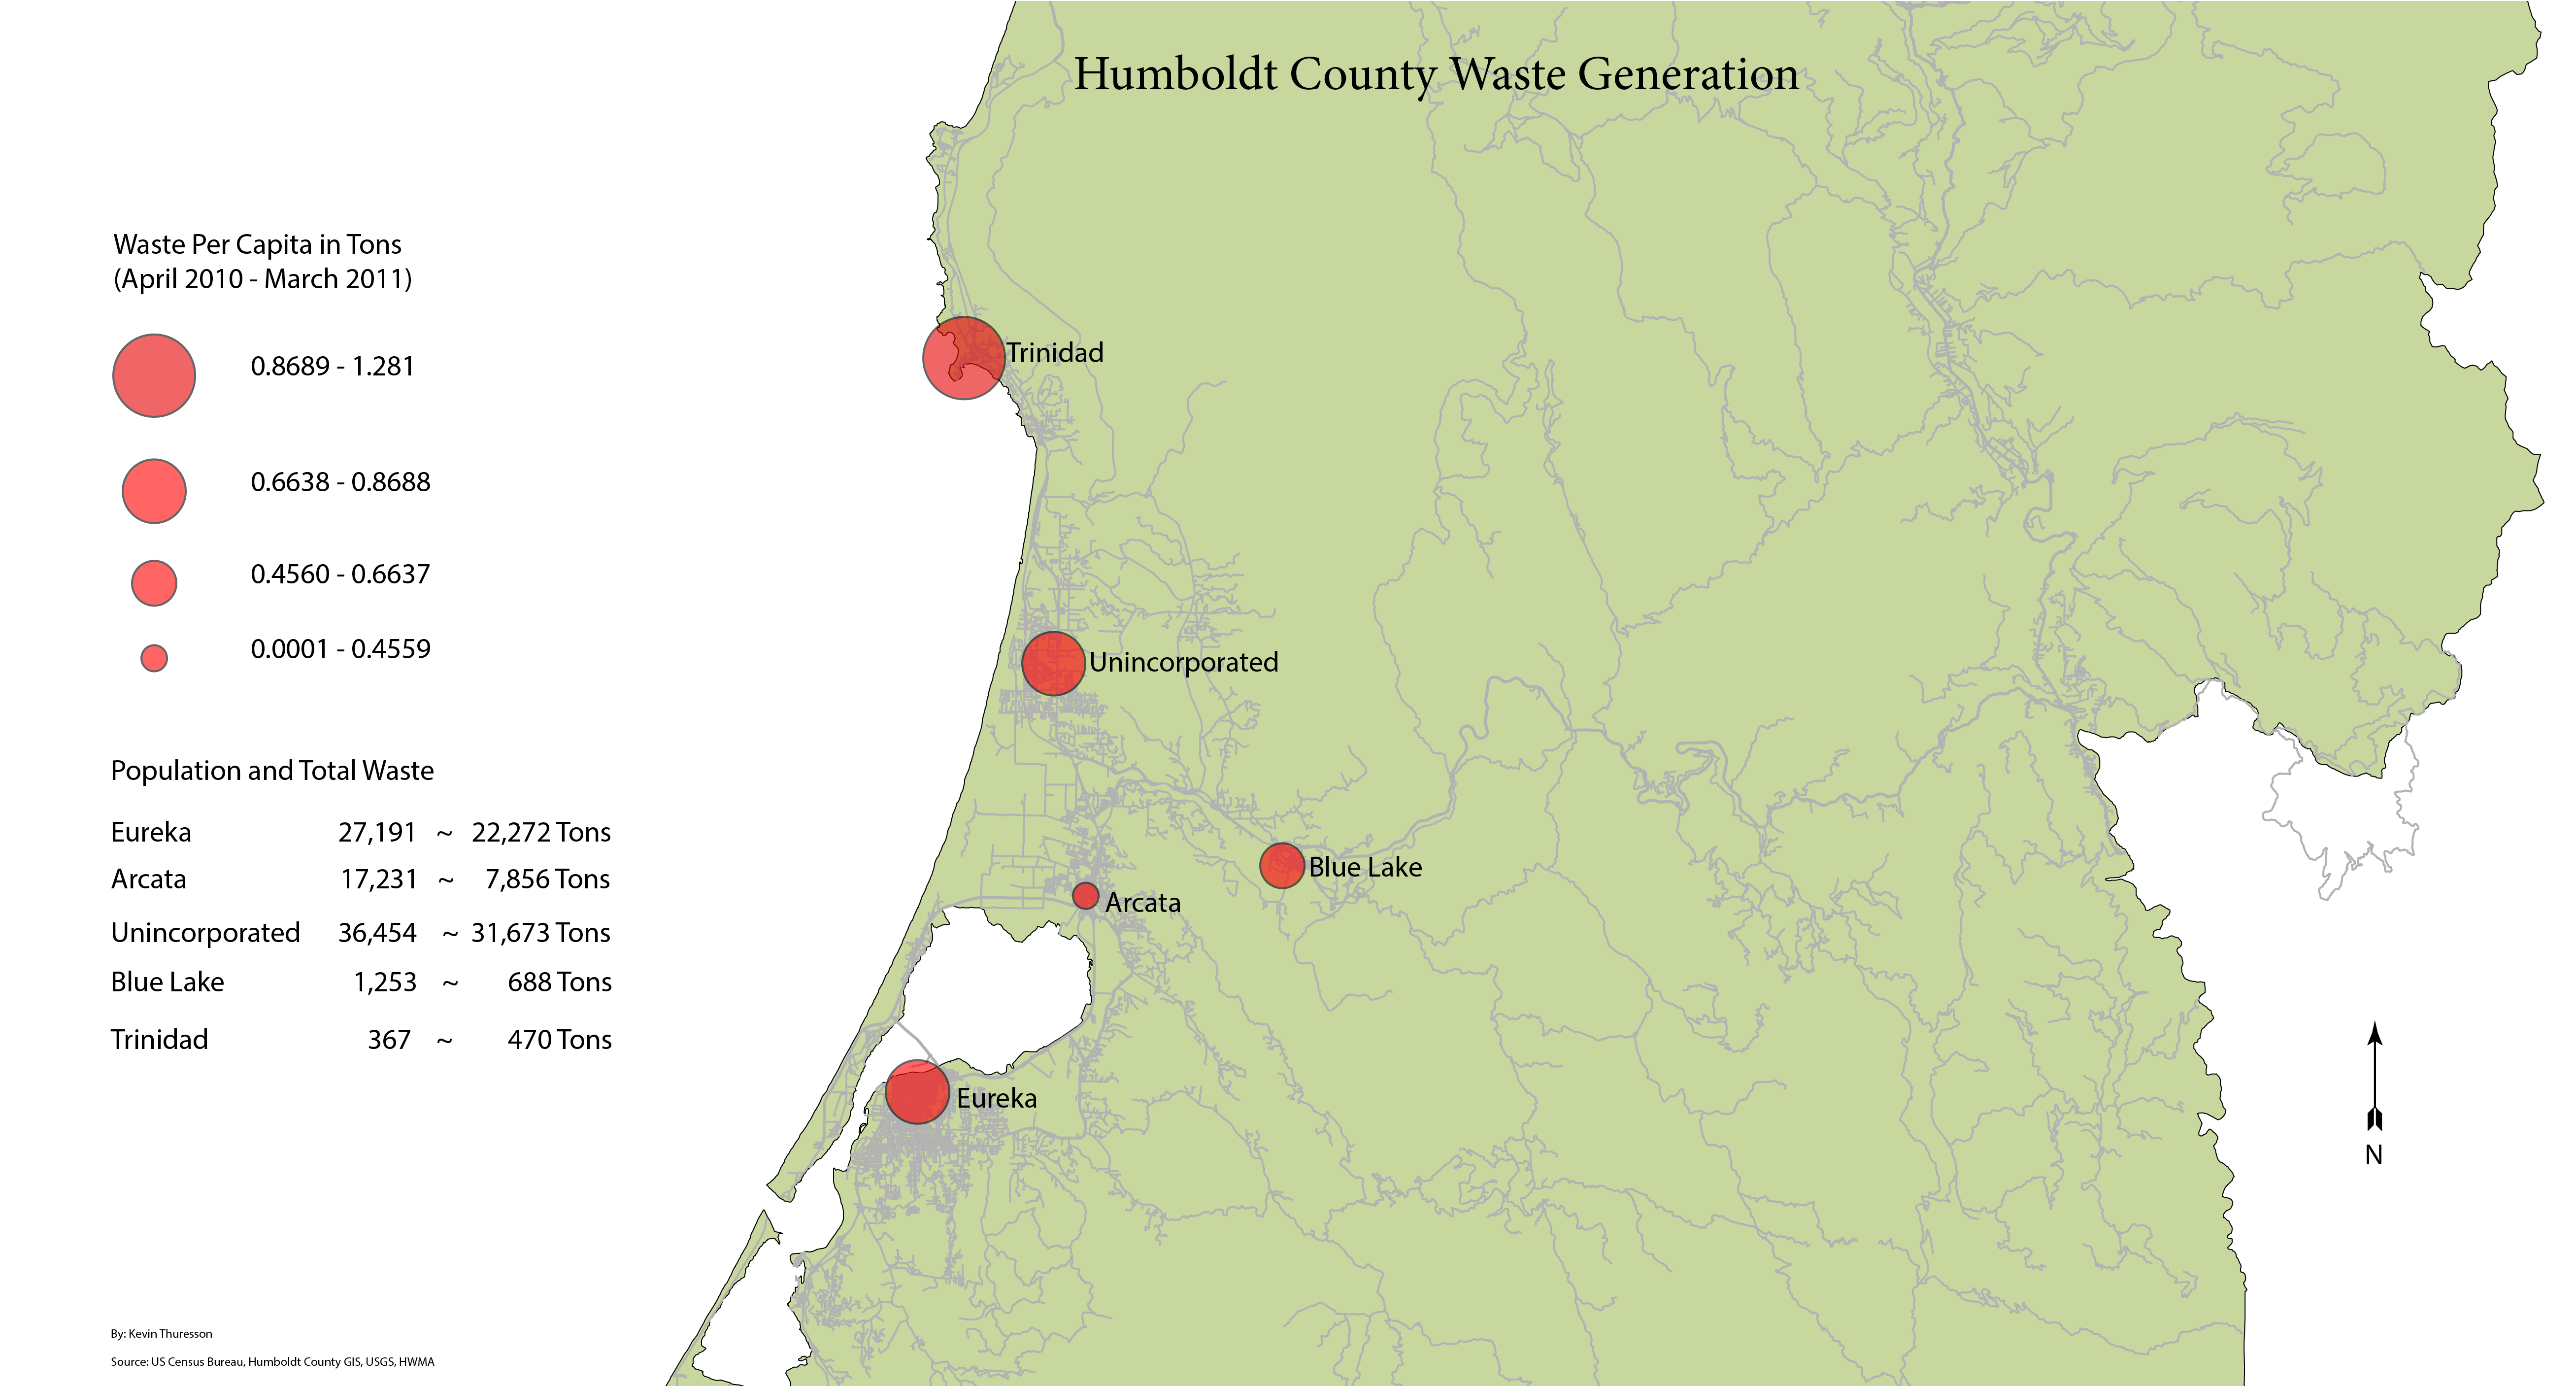 Humboldt County Waste Generation
Waste Per Capita in Tons
(April 2010 - March 2011)
0.8689 - 1.281
0.6638 - 0.8688
0.4560 - 0.6637
0.0001 - 0.4559
Population and Total Waste
Eureka 27,191 ~ 22,272 Tons
Arcata 17,231 ~ 7,856 Tons
Unincorporated 36,454 ~ 31,673 Tons
Blue Lake 1,253 ~ 688 Tons
Trinidad 367 ~ 470 Tons
By: Kevin Thuresson
Source: US Census Bureau, Humboldt County GIS, USGS, HWMA
Trinidad
Unincorporated
Blue Lake
Arcata
Eureka
N